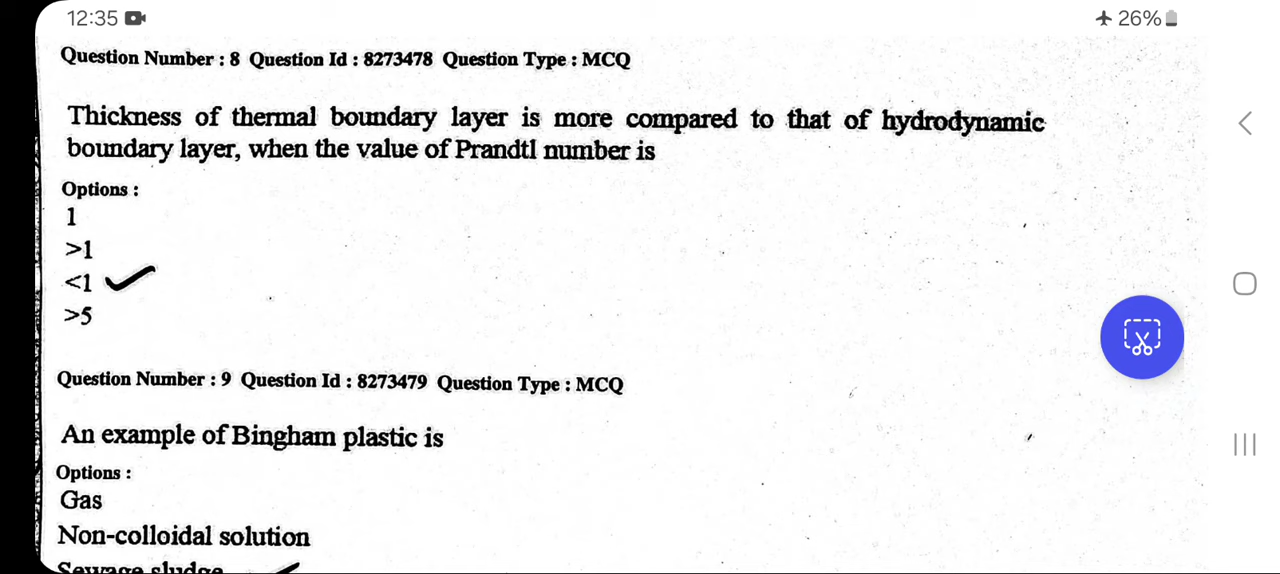 12:35
26%
Question Number : 8 Question Id : 8273478 Question Type : MCQ
Thickness of thermal boundary layer is more compared to that of hydrodynamic
boundary layer, when the value of Prandtl number is
Options :
1
>1
<1
>5
Question Number : 9 Question Id : 8273479 Question Type : MCQ
An example of Bingham plastic is
Options :
Gas
Non-colloidal solution
Sewage sludge